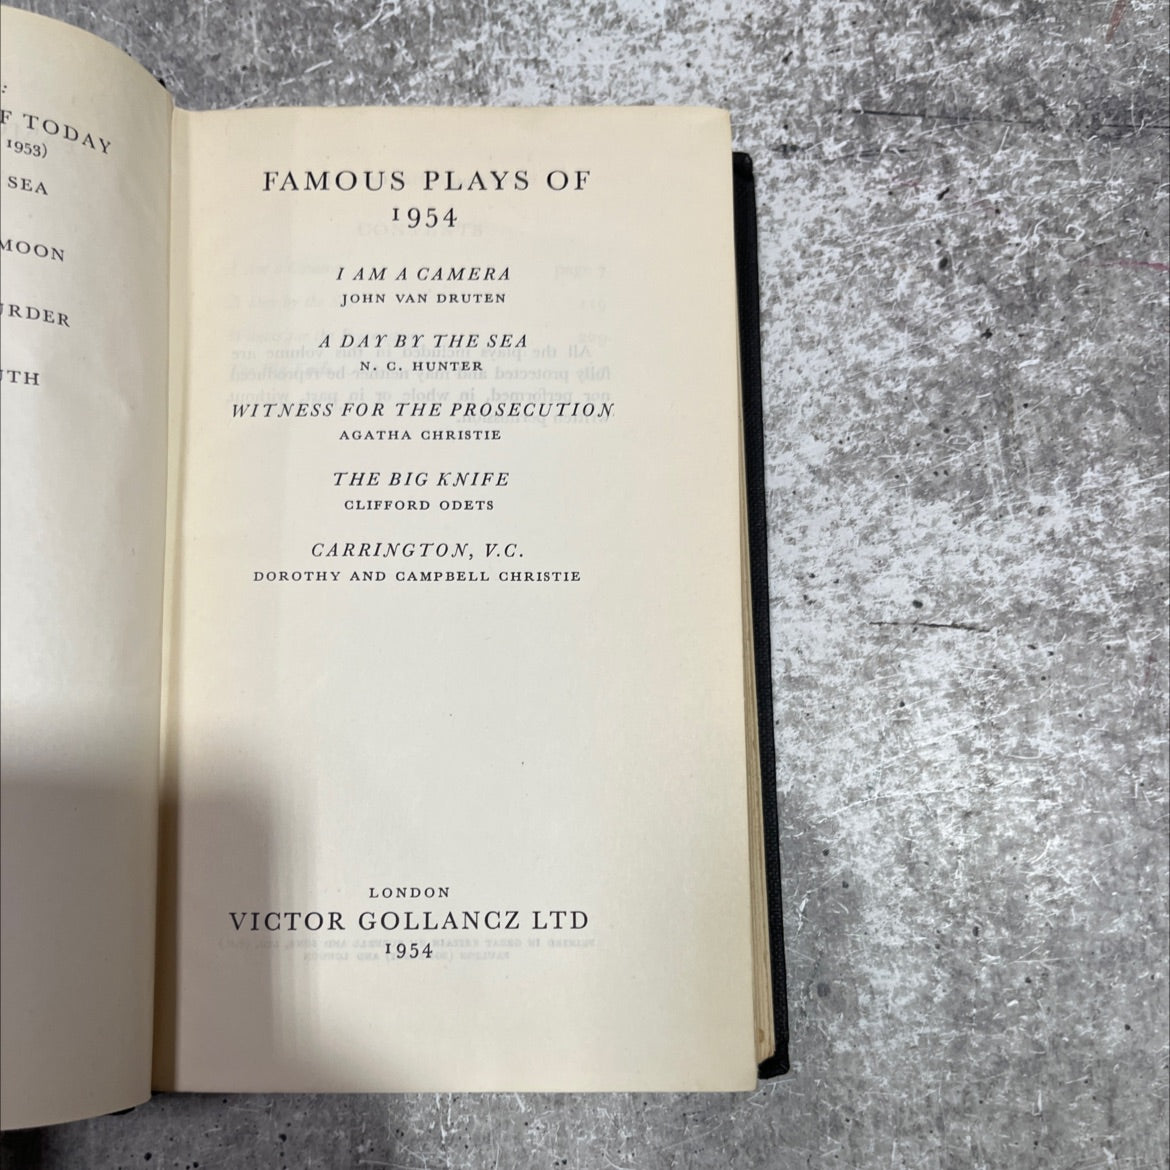 :
F TODAY
1953)
SEA
MOON
URDER
UTH
FAMOUS PLAYS OF
1954
I AM A CAMERA
JOHN VAN DRUTEN
A DAY BY THE SEA
N. C. HUNTER
WITNESS FOR THE PROSECUTION
AGATHA CHRISTIE
THE BIG KNIFE
CLIFFORD ODETS
CARRINGTON, V.C.
DOROTHY AND CAMPBELL CHRISTIE
LONDON
VICTOR GOLLANCZ LTD
1954